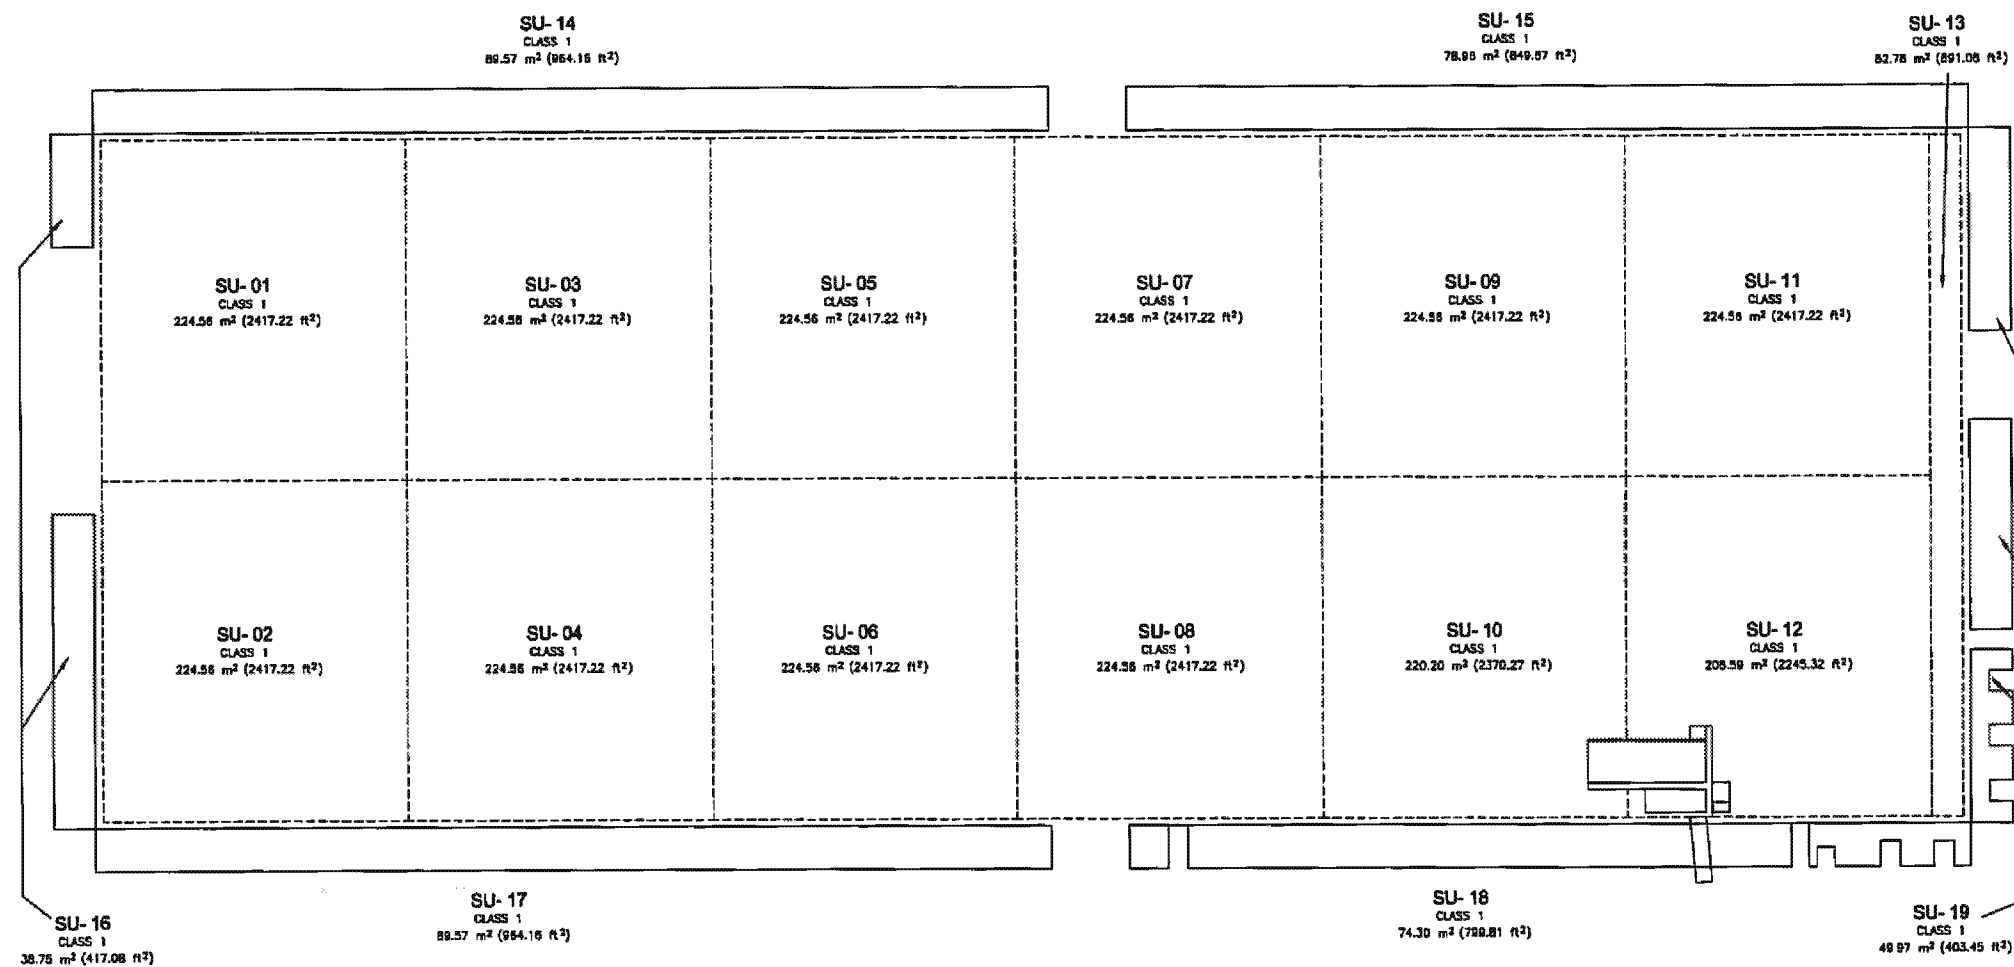 SU- 14
CLASS 1
89.57 m² (964.16 ft²)
SU- 15
CLASS 1
78.96 m² (849.87 ft²)
SU- 13
CLASS 1
82.78 m² (891.08 ft²)
SU- 01
CLASS 1
224.56 m² (2417.22 ft²)
SU- 03
CLASS 1
224.56 m² (2417.22 ft²)
SU- 05
CLASS 1
224.56 m² (2417.22 ft²)
SU- 07
CLASS 1
224.56 m² (2417.22 ft²)
SU- 09
CLASS 1
224.56 m² (2417.22 ft²)
SU- 11
CLASS 1
224.56 m² (2417.22 ft²)
SU- 02
CLASS 1
224.56 m² (2417.22 ft²)
SU- 04
CLASS 1
224.56 m² (2417.22 ft²)
SU- 06
CLASS 1
224.56 m² (2417.22 ft²)
SU- 08
CLASS 1
224.56 m² (2417.22 ft²)
SU- 10
CLASS 1
220.20 m² (2370.27 ft²)
SU- 12
CLASS 1
208.59 m² (2245.32 ft²)
SU- 16
CLASS 1
38.75 m² (417.08 ft²)
SU- 17
CLASS 1
89.57 m² (964.16 ft²)
SU- 18
CLASS 1
74.30 m² (799.81 ft²)
SU- 19
CLASS 1
49.97 m² (403.45 ft²)